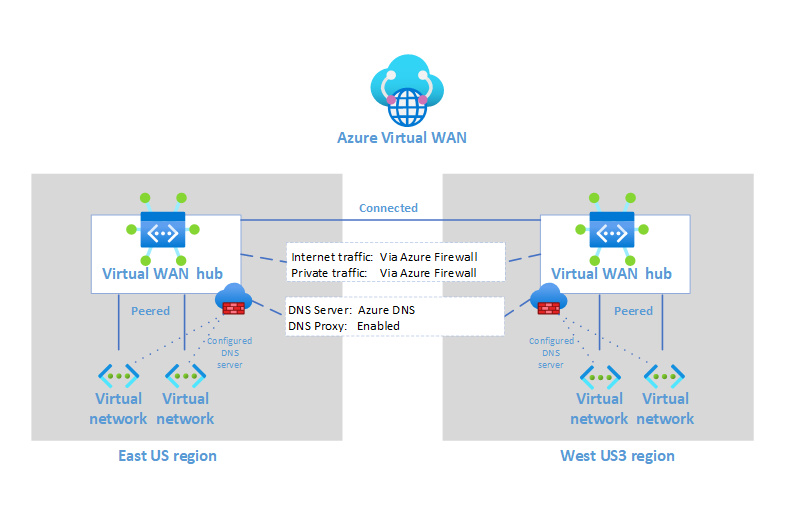 Azure Virtual WAN
Connected
Internet traffic: Via Azure Firewall
Private traffic: Via Azure Firewall
Virtual WAN hub
Virtual WAN hub
DNS Server: Azure DNS
DNS Proxy: Enabled
Peered
Peered
Configured
DNS
server
Configured
DNS
server
Virtual
network
Virtual
network
Virtual
network
Virtual
network
East US region
West US3 region